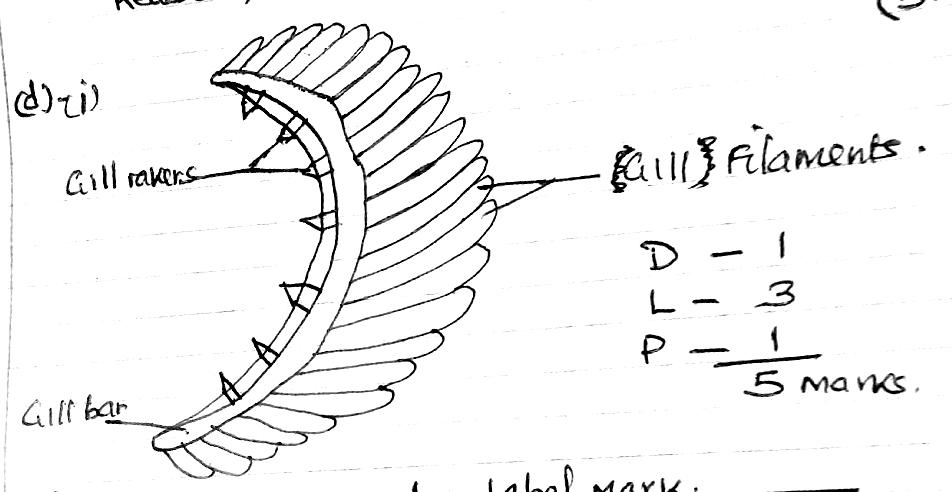 (d) (i)
Gill rakers
{Gill} Filaments.
D – 1
L – 3
P – 1
5 marks.
Gill bar
Label mark.